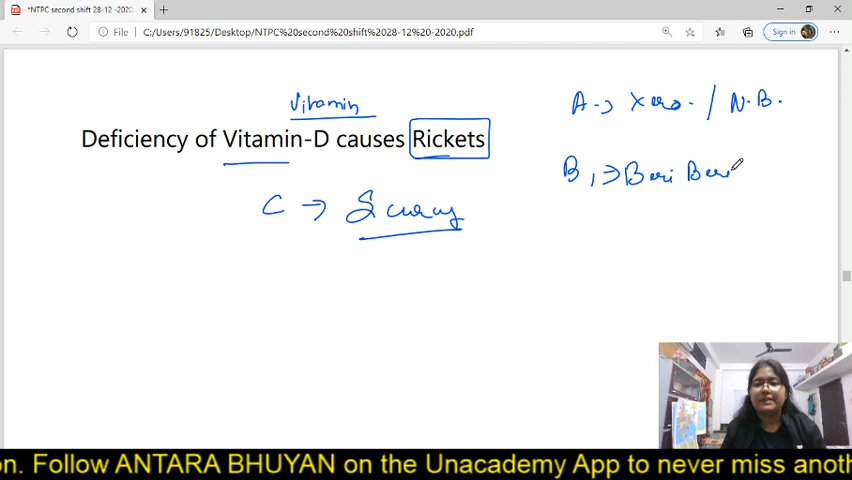 *NTPC second shift 28-12 -2020.
File
C:/Users/91825/Desktop/NTPC%20second%20shift%2028-12%20-2020.pdf
Sign in
Vitamin
Deficiency of Vitamin-D causes Rickets
A → Xero. / N.B.
B1 → Beri Beri
C → Scurvy
on. Follow ANTARA BHUYAN on the Unacademy App to never miss anoth